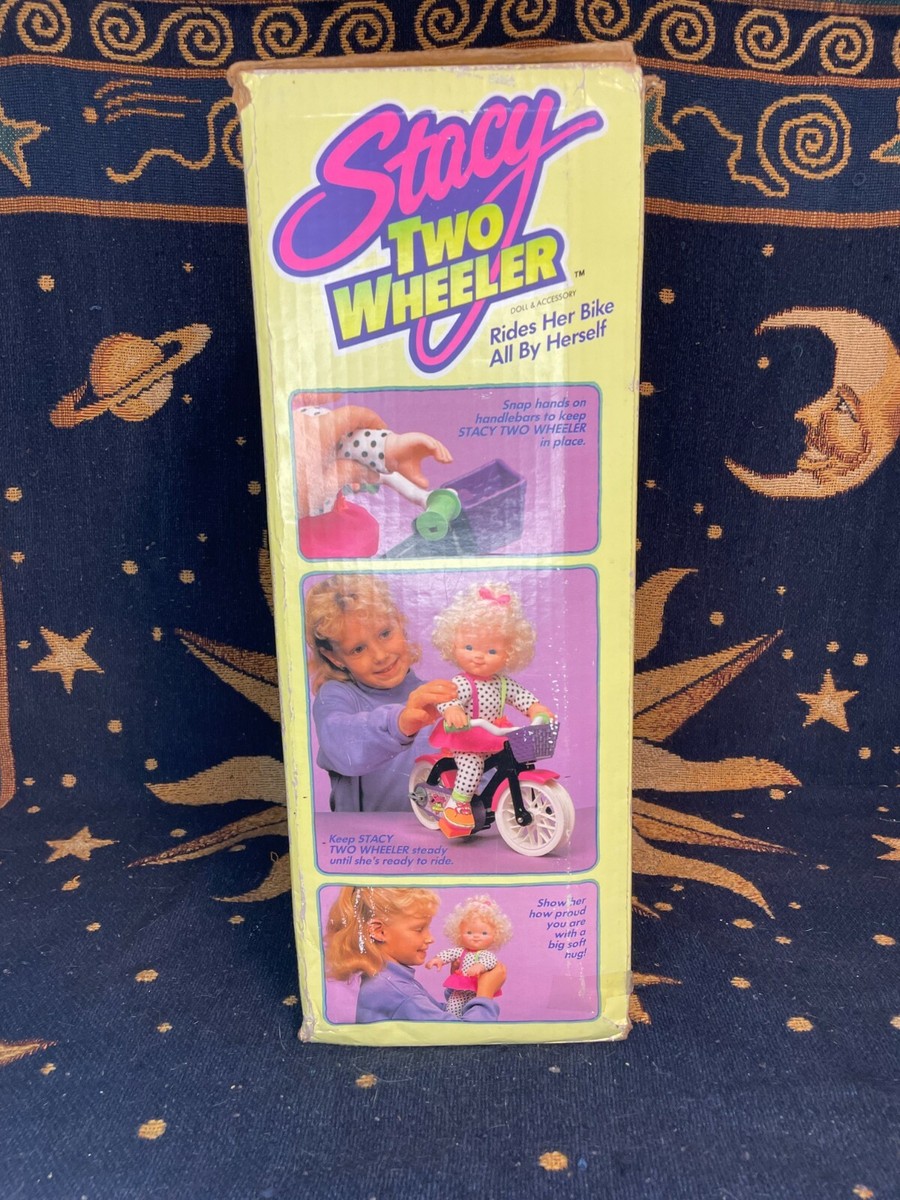 Stacy
TWO
WHEELER™
DOLL & ACCESSORY
Rides Her Bike
All By Herself
Snap hands on
handlebars to keep
STACY TWO WHEELER
in place.
Keep STACY
TWO WHEELER steady
until she's ready to ride.
Show her
how proud
you are
with a
big soft
hug!